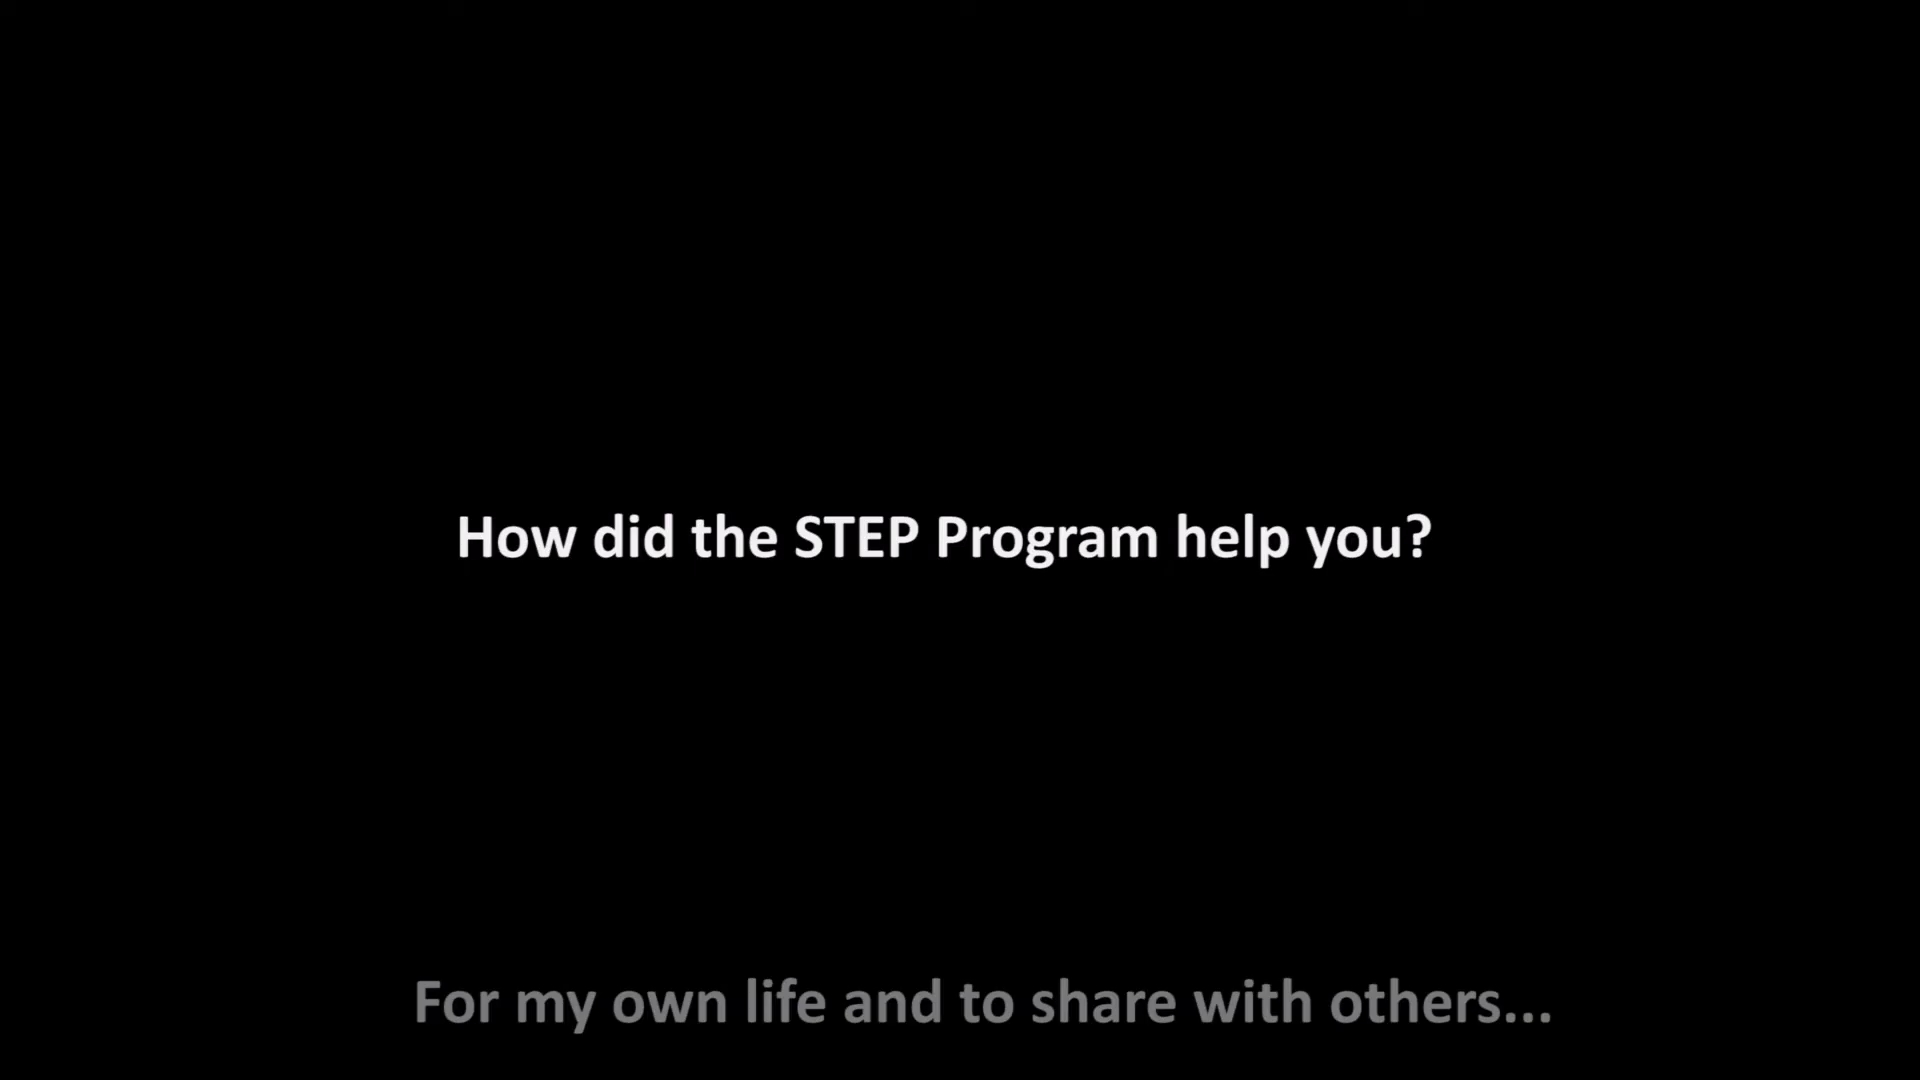 How did the STEP Program help you?
For my own life and to share with others...